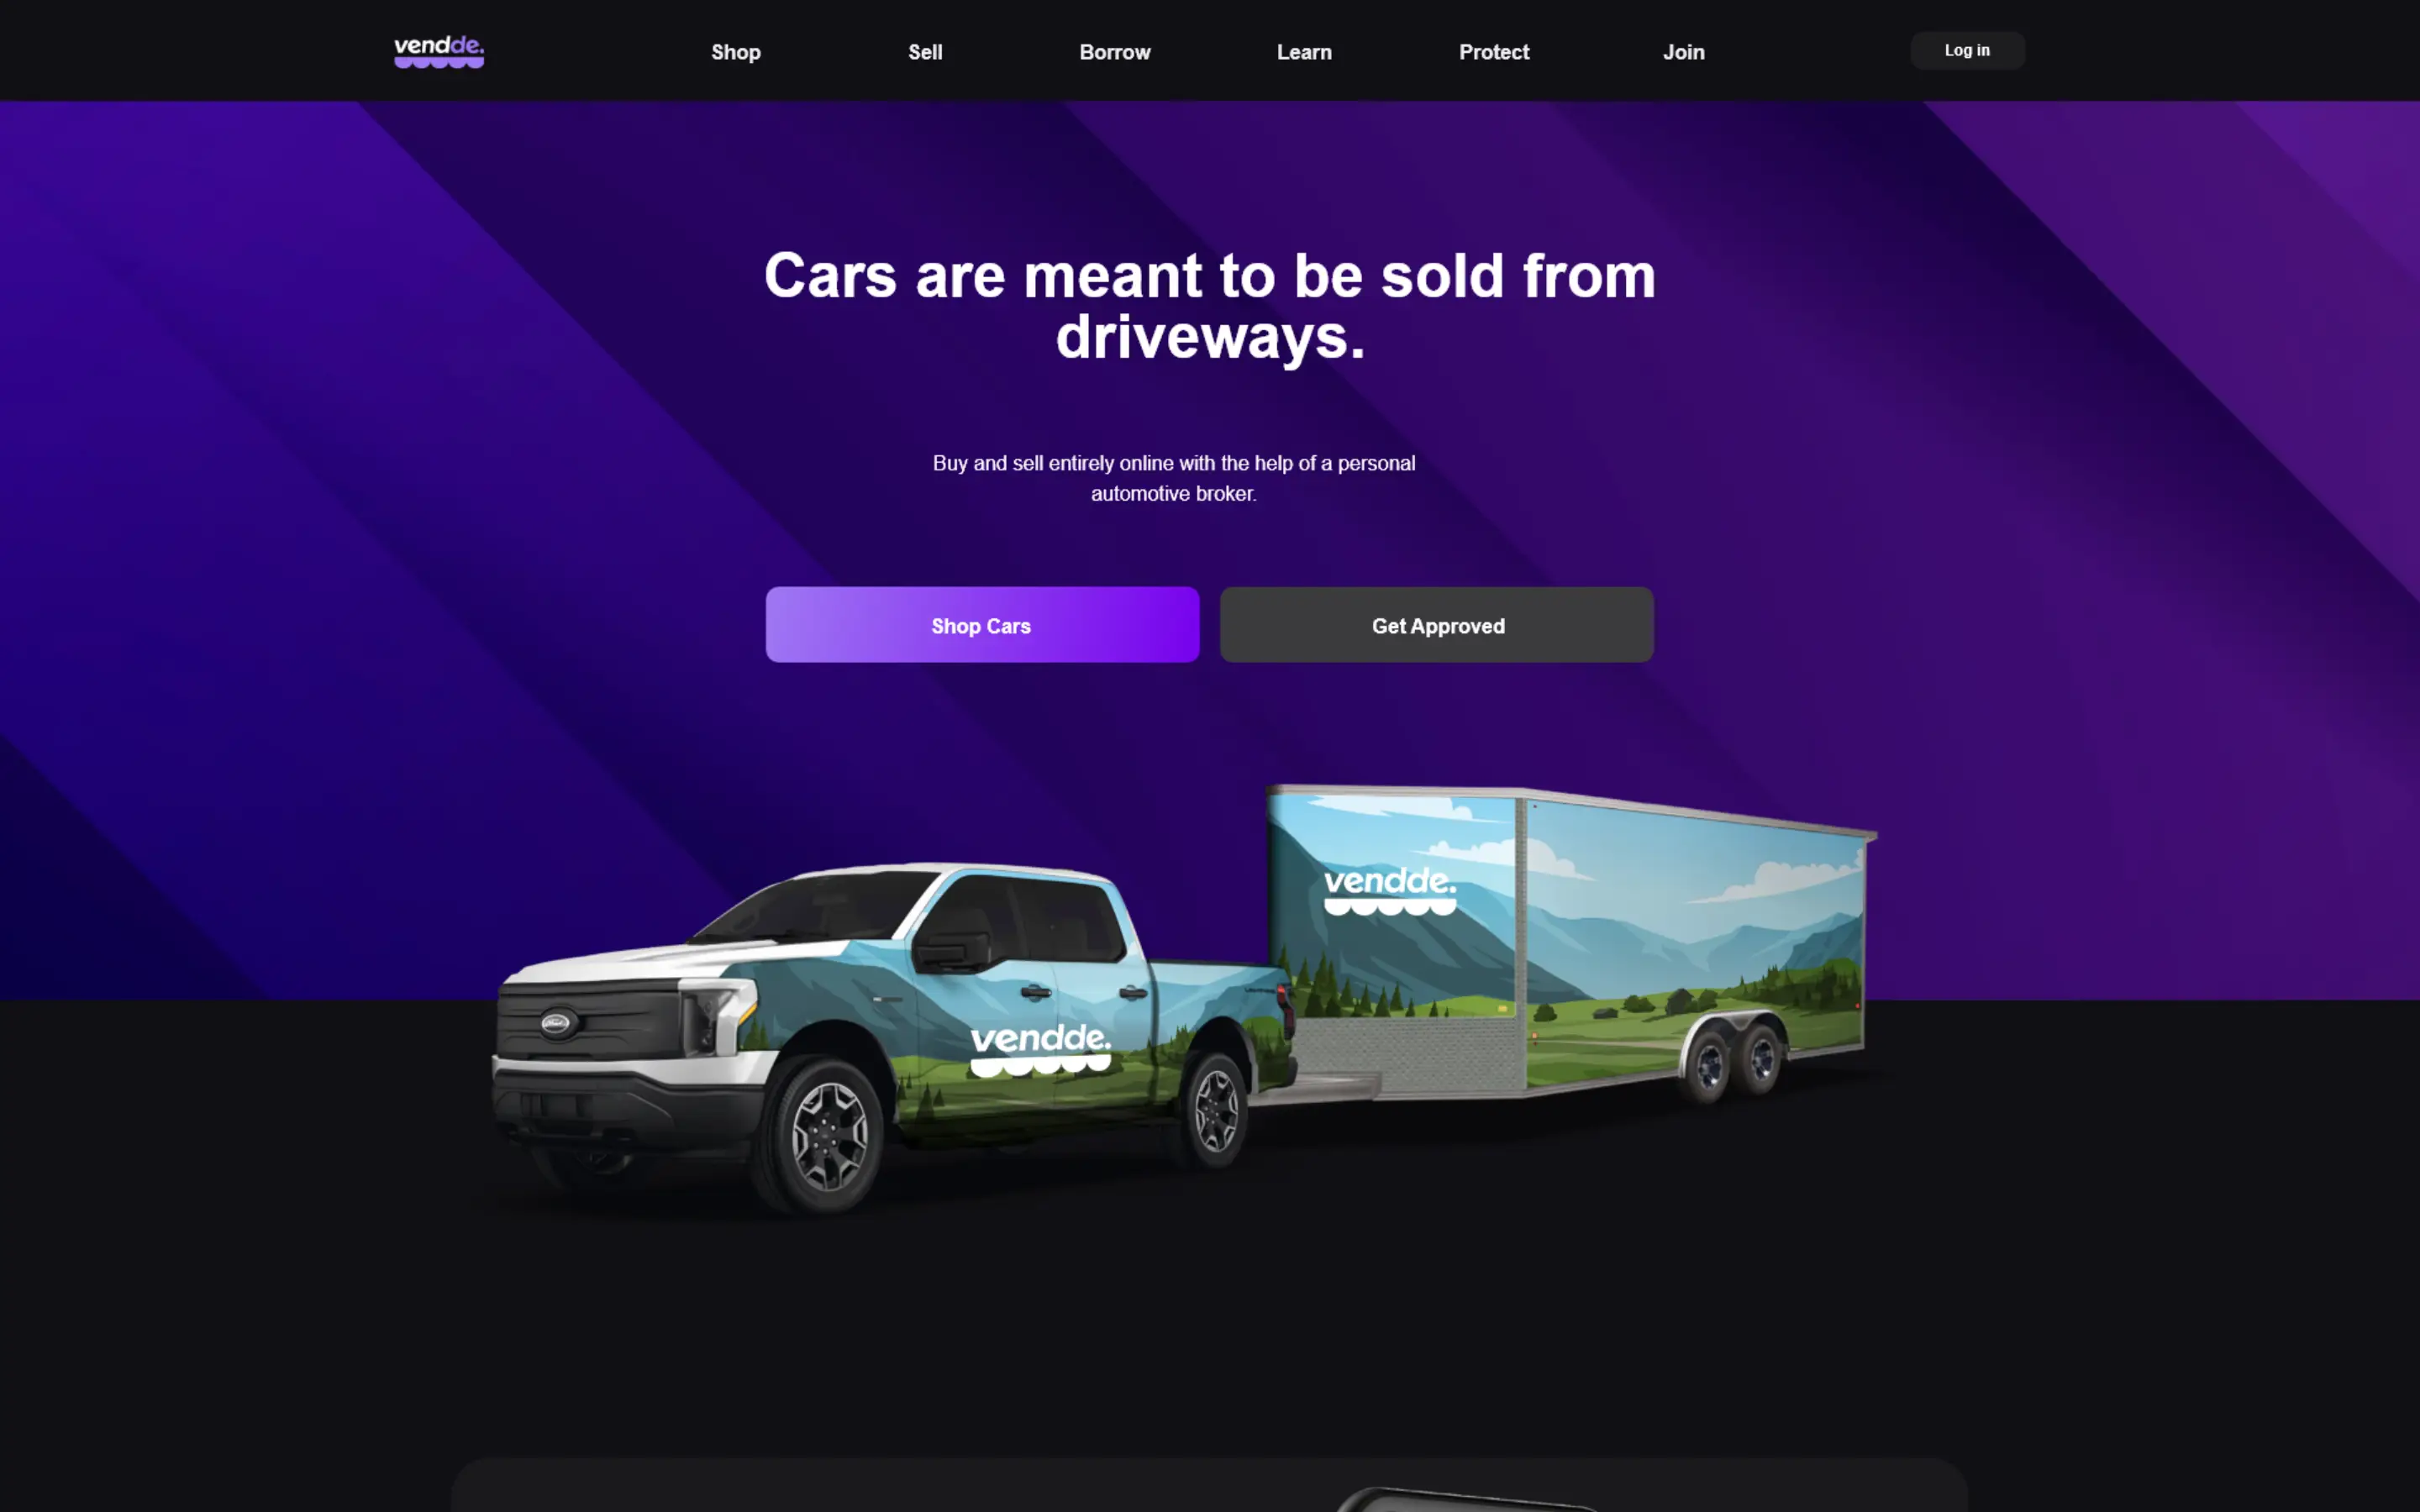 vendde.
Shop
Sell
Borrow
Learn
Protect
Join
Log in
Cars are meant to be sold from
driveways.
Buy and sell entirely online with the help of a personal
automotive broker.
Shop Cars
Get Approved
vendde.
vendde.
Ford